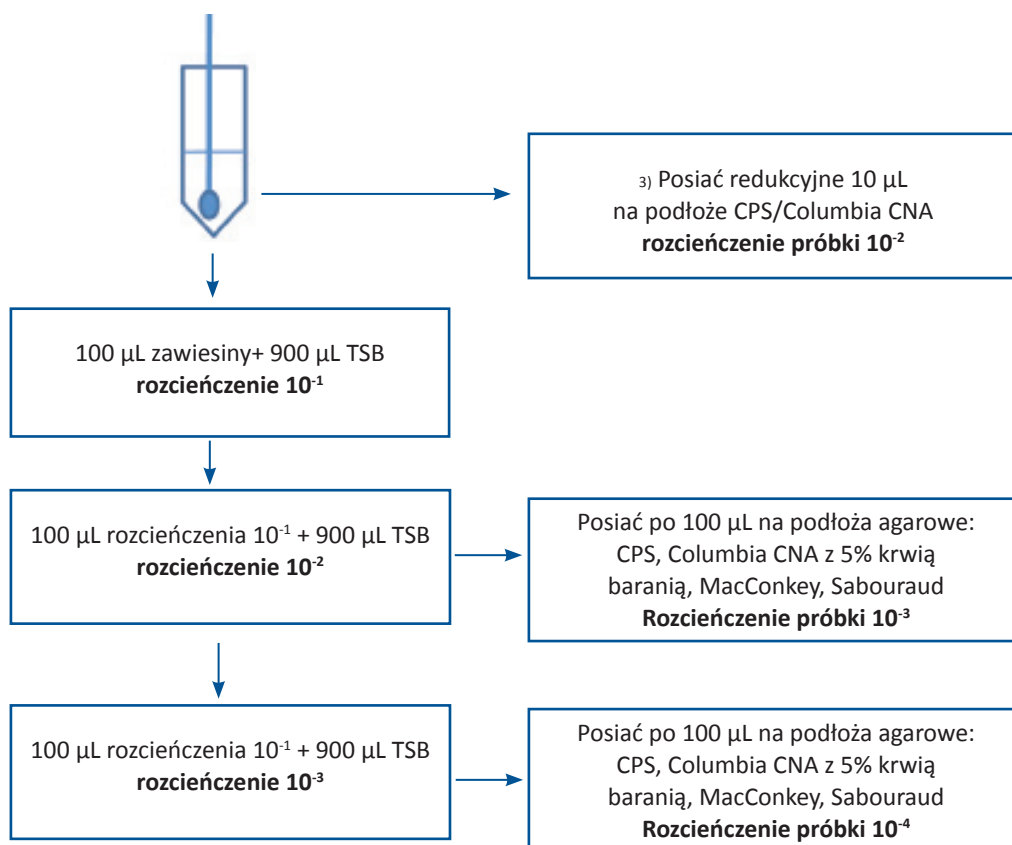 3) Posiać redukcyjne 10 µL
na podłoże CPS/Columbia CNA
rozcieńczenie próbki 10⁻²
100 µL zawiesiny+ 900 µL TSB
rozcieńczenie 10⁻¹
100 µL rozcieńczenia 10⁻¹ + 900 µL TSB
rozcieńczenie 10⁻²
Posiać po 100 µL na podłoża agarowe:
CPS, Columbia CNA z 5% krwią
baranią, MacConkey, Sabouraud
Rozcieńczenie próbki 10⁻³
100 µL rozcieńczenia 10⁻¹ + 900 µL TSB
rozcieńczenie 10⁻³
Posiać po 100 µL na podłoża agarowe:
CPS, Columbia CNA z 5% krwią
baranią, MacConkey, Sabouraud
Rozcieńczenie próbki 10⁻⁴